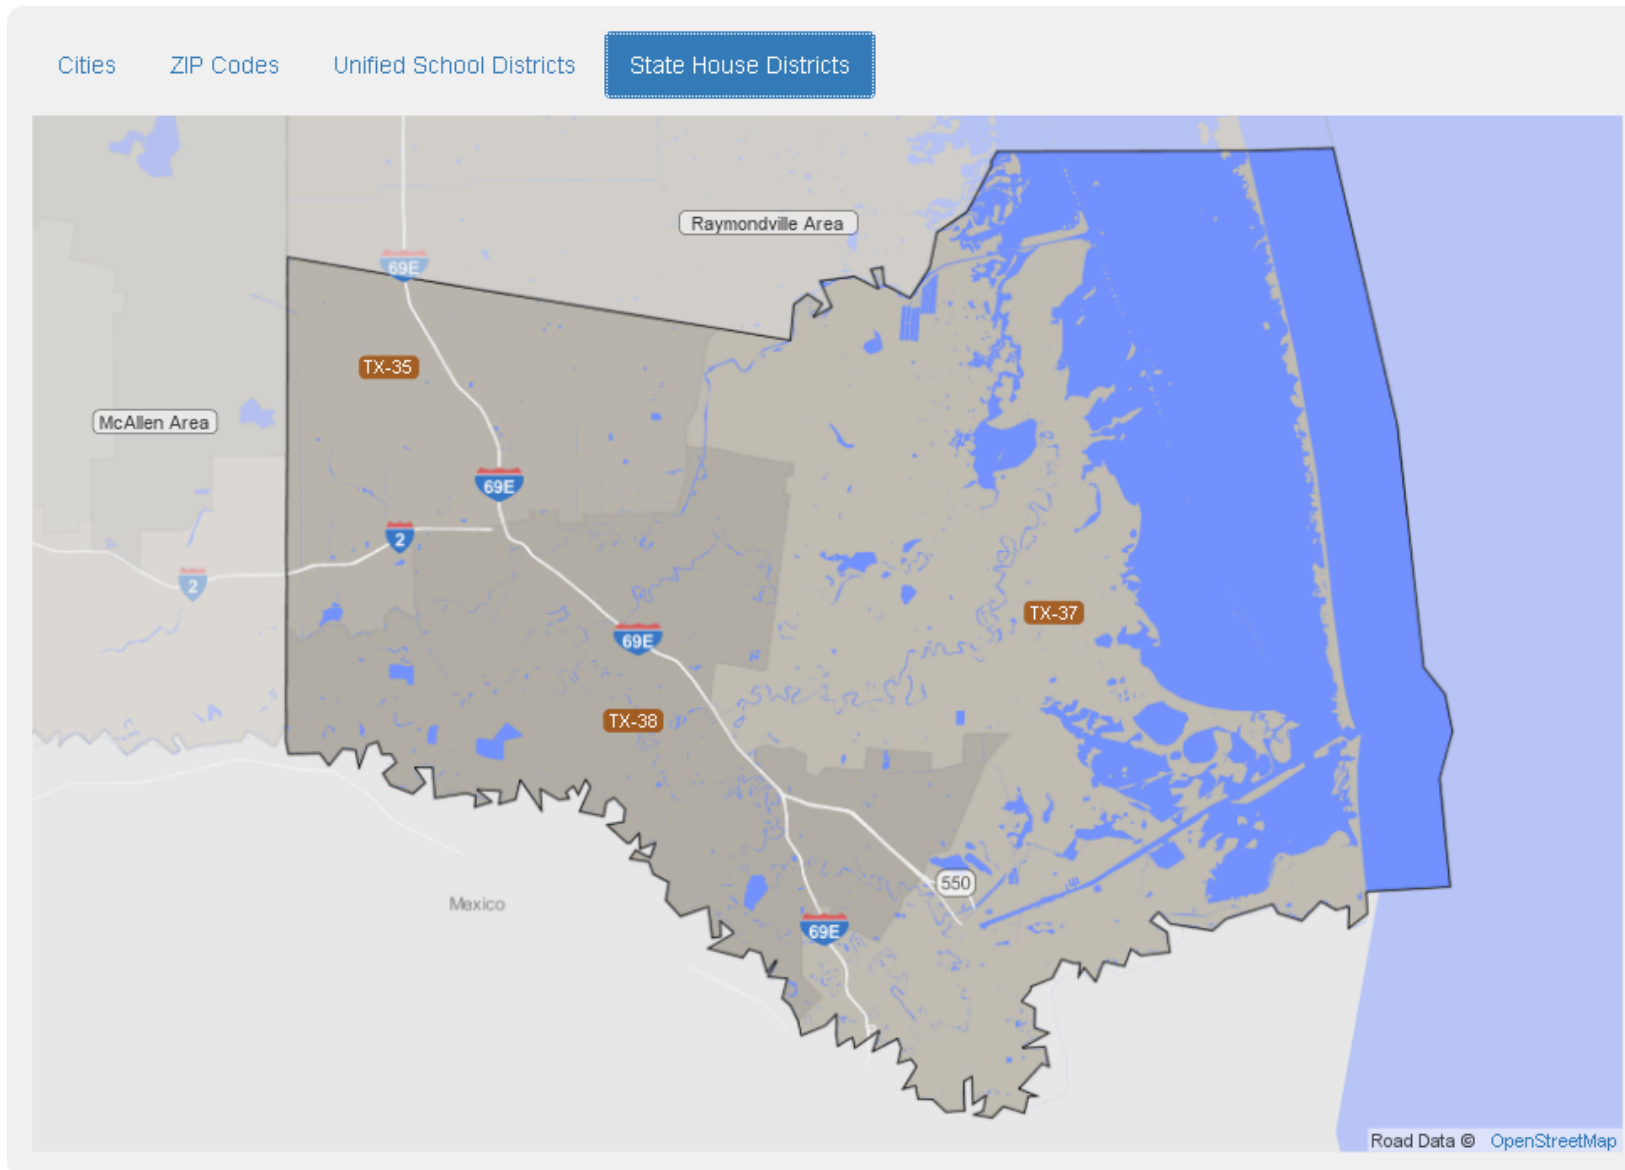 Cities
ZIP Codes
Unified School Districts
State House Districts
Raymondville Area
69E
TX-35
McAllen Area
69E
2
2
TX-37
69E
TX-38
550
Mexico
69E
Road Data © OpenStreetMap